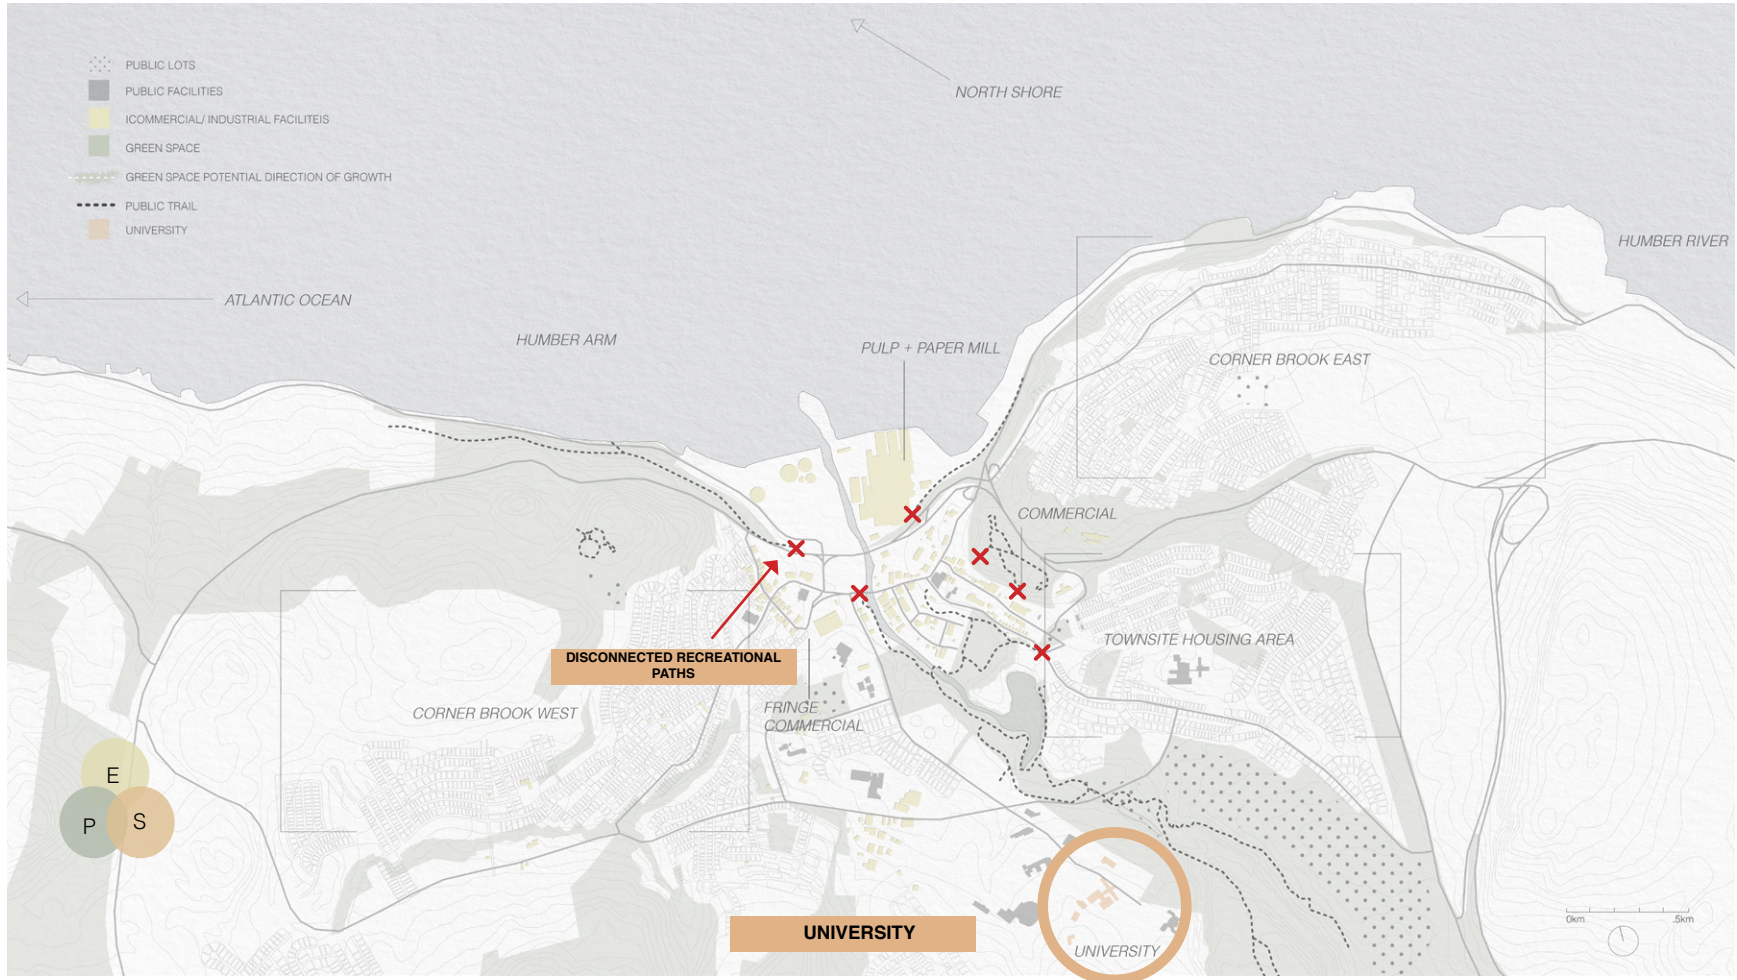 NORTH SHORE
PUBLIC LOTS
PUBLIC FACILITIES
ICOMMERCIAL/ INDUSTRIAL FACILITEIS
GREEN SPACE
GREEN SPACE POTENTIAL DIRECTION OF GROWTH
PUBLIC TRAIL
UNIVERSITY
HUMBER RIVER
ATLANTIC OCEAN
HUMBER ARM
PULP + PAPER MILL
CORNER BROOK EAST
COMMERCIAL
TOWNSITE HOUSING AREA
DISCONNECTED RECREATIONAL
PATHS
CORNER BROOK WEST
FRINGE
COMMERCIAL
E
P
S
UNIVERSITY
UNIVERSITY
0km
.5km